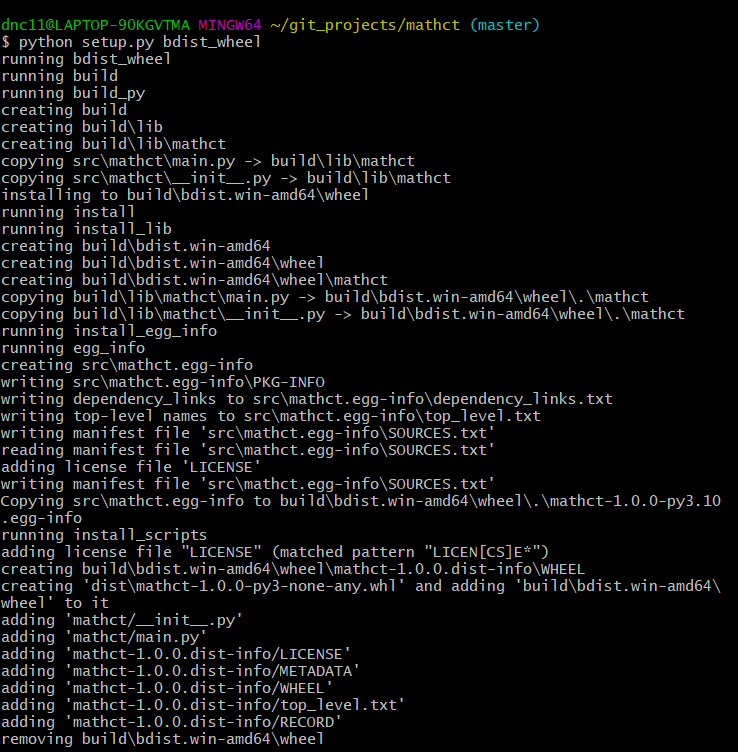 dnc11@LAPTOP-9OKGVTMA MINGW64 ~/git_projects/mathct (master)
$ python setup.py bdist_wheel
running bdist_wheel
running build
running build_py
creating build
creating build\lib
creating build\lib\mathct
copying src\mathct\main.py -> build\lib\mathct
copying src\mathct\__init__.py -> build\lib\mathct
installing to build\bdist.win-amd64\wheel
running install
running install_lib
creating build\bdist.win-amd64
creating build\bdist.win-amd64\wheel
creating build\bdist.win-amd64\wheel\mathct
copying build\lib\mathct\main.py -> build\bdist.win-amd64\wheel\.\mathct
copying build\lib\mathct\__init__.py -> build\bdist.win-amd64\wheel\.\mathct
running install_egg_info
running egg_info
creating src\mathct.egg-info
writing src\mathct.egg-info\PKG-INFO
writing dependency_links to src\mathct.egg-info\dependency_links.txt
writing top-level names to src\mathct.egg-info\top_level.txt
writing manifest file 'src\mathct.egg-info\SOURCES.txt'
reading manifest file 'src\mathct.egg-info\SOURCES.txt'
adding license file 'LICENSE'
writing manifest file 'src\mathct.egg-info\SOURCES.txt'
Copying src\mathct.egg-info to build\bdist.win-amd64\wheel\.\mathct-1.0.0-py3.10
.egg-info
running install_scripts
adding license file "LICENSE" (matched pattern "LICEN[CS]E*")
creating build\bdist.win-amd64\wheel\mathct-1.0.0.dist-info\WHEEL
creating 'dist\mathct-1.0.0-py3-none-any.whl' and adding 'build\bdist.win-amd64\
wheel' to it
adding 'mathct/__init__.py'
adding 'mathct/main.py'
adding 'mathct-1.0.0.dist-info/LICENSE'
adding 'mathct-1.0.0.dist-info/METADATA'
adding 'mathct-1.0.0.dist-info/WHEEL'
adding 'mathct-1.0.0.dist-info/top_level.txt'
adding 'mathct-1.0.0.dist-info/RECORD'
removing build\bdist.win-amd64\wheel